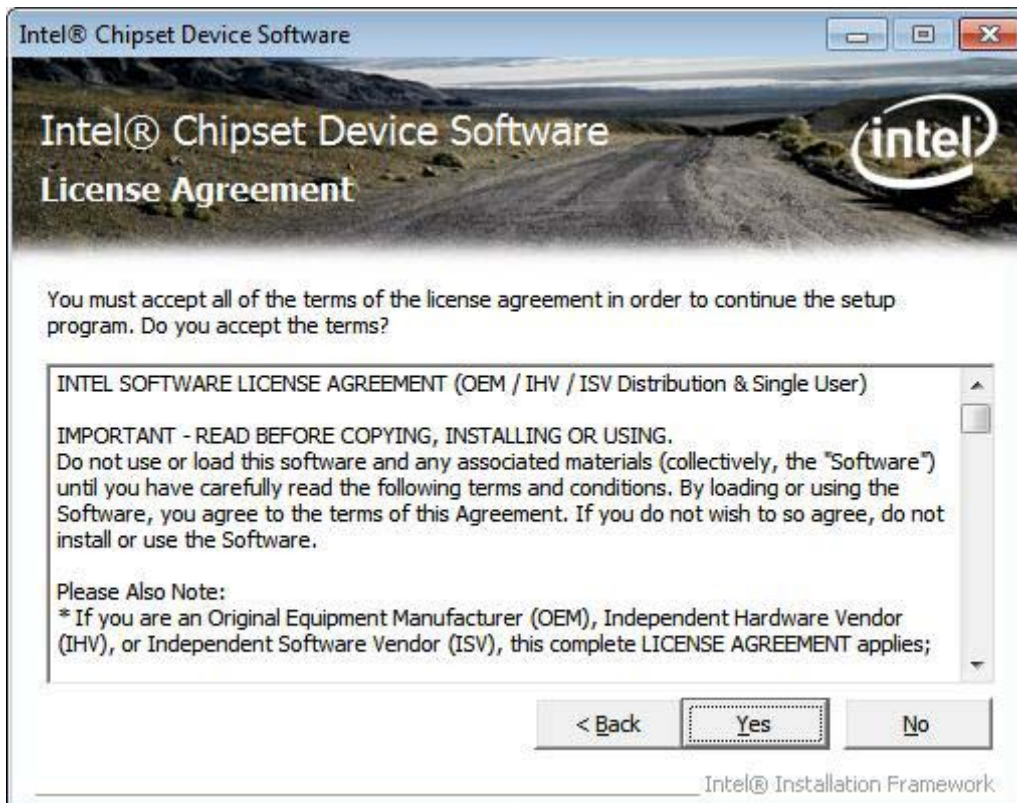 Intel® Chipset Device Software
Intel® Chipset Device Software
intel
License Agreement
You must accept all of the terms of the license agreement in order to continue the setup
program. Do you accept the terms?
INTEL SOFTWARE LICENSE AGREEMENT (OEM / IHV / ISV Distribution & Single User)
IMPORTANT - READ BEFORE COPYING, INSTALLING OR USING.
Do not use or load this software and any associated materials (collectively, the "Software")
until you have carefully read the following terms and conditions. By loading or using the
Software, you agree to the terms of this Agreement. If you do not wish to so agree, do not
install or use the Software.
Please Also Note:
* If you are an Original Equipment Manufacturer (OEM), Independent Hardware Vendor
(IHV), or Independent Software Vendor (ISV), this complete LICENSE AGREEMENT applies;
< Back
Yes
No
Intel® Installation Framework